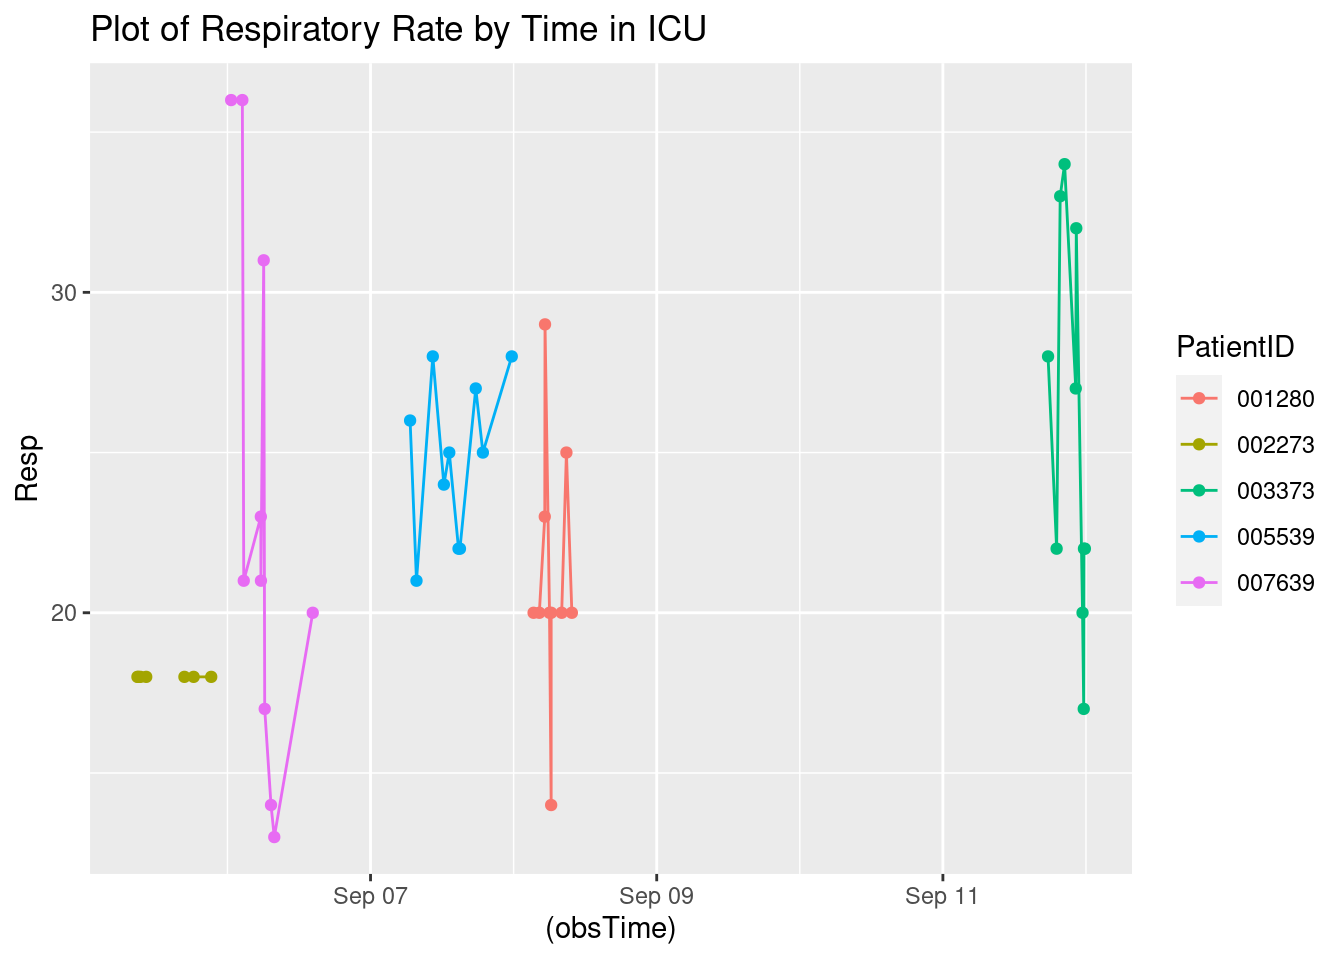 Plot of Respiratory Rate by Time in ICU
Resp
30
20
Sep 07
Sep 09
Sep 11
(obsTime)
PatientID
001280
002273
003373
005539
007639